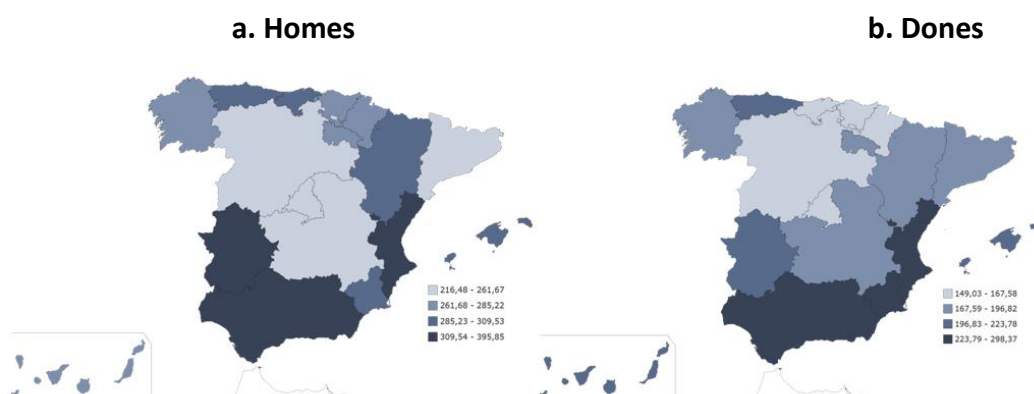 a. Homes
b. Dones
216,48 - 261,67
261,68 - 285,22
285,23 - 309,53
309,54 - 395,85
149,03 - 167,58
167,59 - 196,82
196,83 - 223,78
223,79 - 298,37